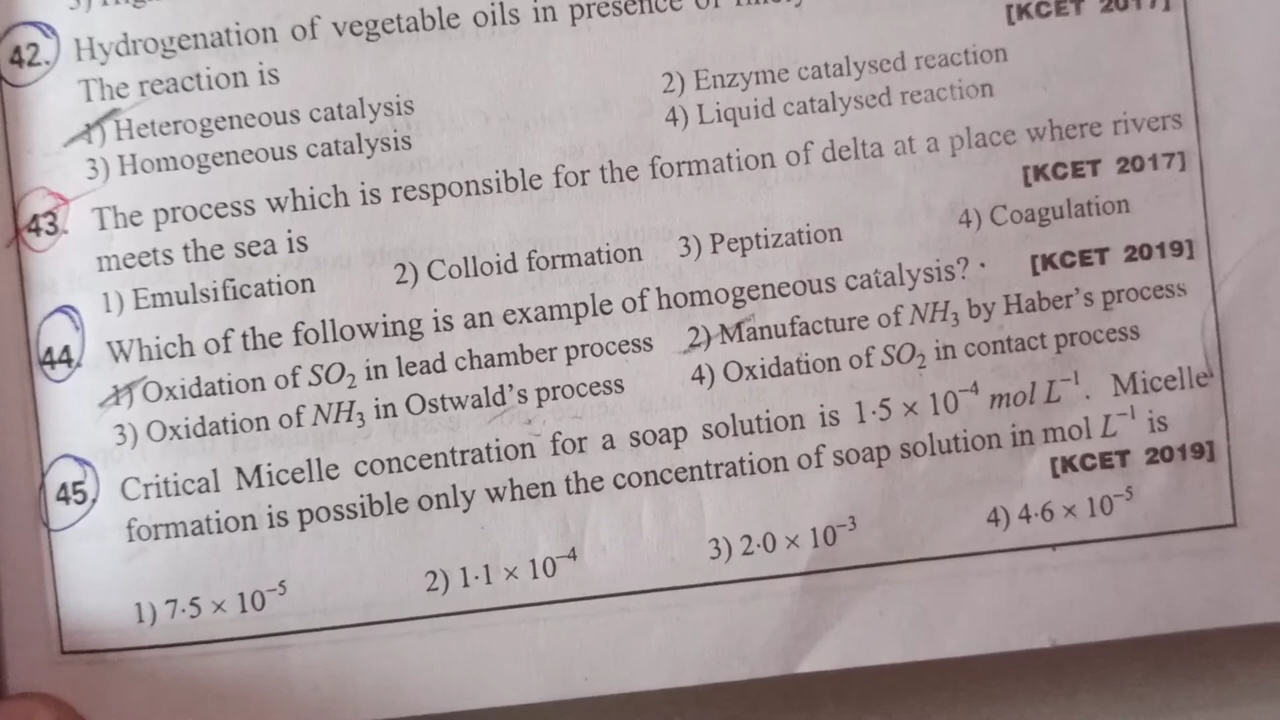 42. Hydrogenation of vegetable oils in presence of
[KCET 2017]
The reaction is
1) Heterogeneous catalysis 2) Enzyme catalysed reaction
3) Homogeneous catalysis 4) Liquid catalysed reaction
43. The process which is responsible for the formation of delta at a place where rivers
meets the sea is [KCET 2017]
1) Emulsification 2) Colloid formation 3) Peptization 4) Coagulation
44. Which of the following is an example of homogeneous catalysis? [KCET 2019]
1) Oxidation of SO₂ in lead chamber process 2) Manufacture of NH₃ by Haber's process
3) Oxidation of NH₃ in Ostwald's process 4) Oxidation of SO₂ in contact process
45. Critical Micelle concentration for a soap solution is 1·5 × 10⁻⁴ mol L⁻¹. Micelle
formation is possible only when the concentration of soap solution in mol L⁻¹ is
[KCET 2019]
1) 7·5 × 10⁻⁵ 2) 1·1 × 10⁻⁴ 3) 2·0 × 10⁻³ 4) 4·6 × 10⁻⁵